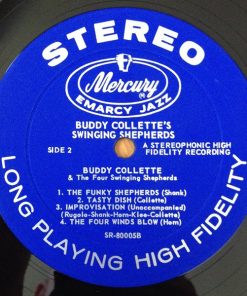 STEREO
Mercury
EMARCY JAZZ
BUDDY COLLETTE'S
SWINGING SHEPHERDS
SIDE 2
A STEREOPHONIC HIGH
FIDELITY RECORDING
BUDDY COLLETTE
& The Four Swinging Shepherds
1. THE FUNKY SHEPHERDS (Shank)
2. TASTY DISH (Collette)
3. IMPROVISATION (Unaccompanied)
(Rugolo-Shank-Horn-Klee-Collette)
4. THE FOUR WINDS BLOW (Horn)
SR-80005B
LONG PLAYING HIGH FIDELITY